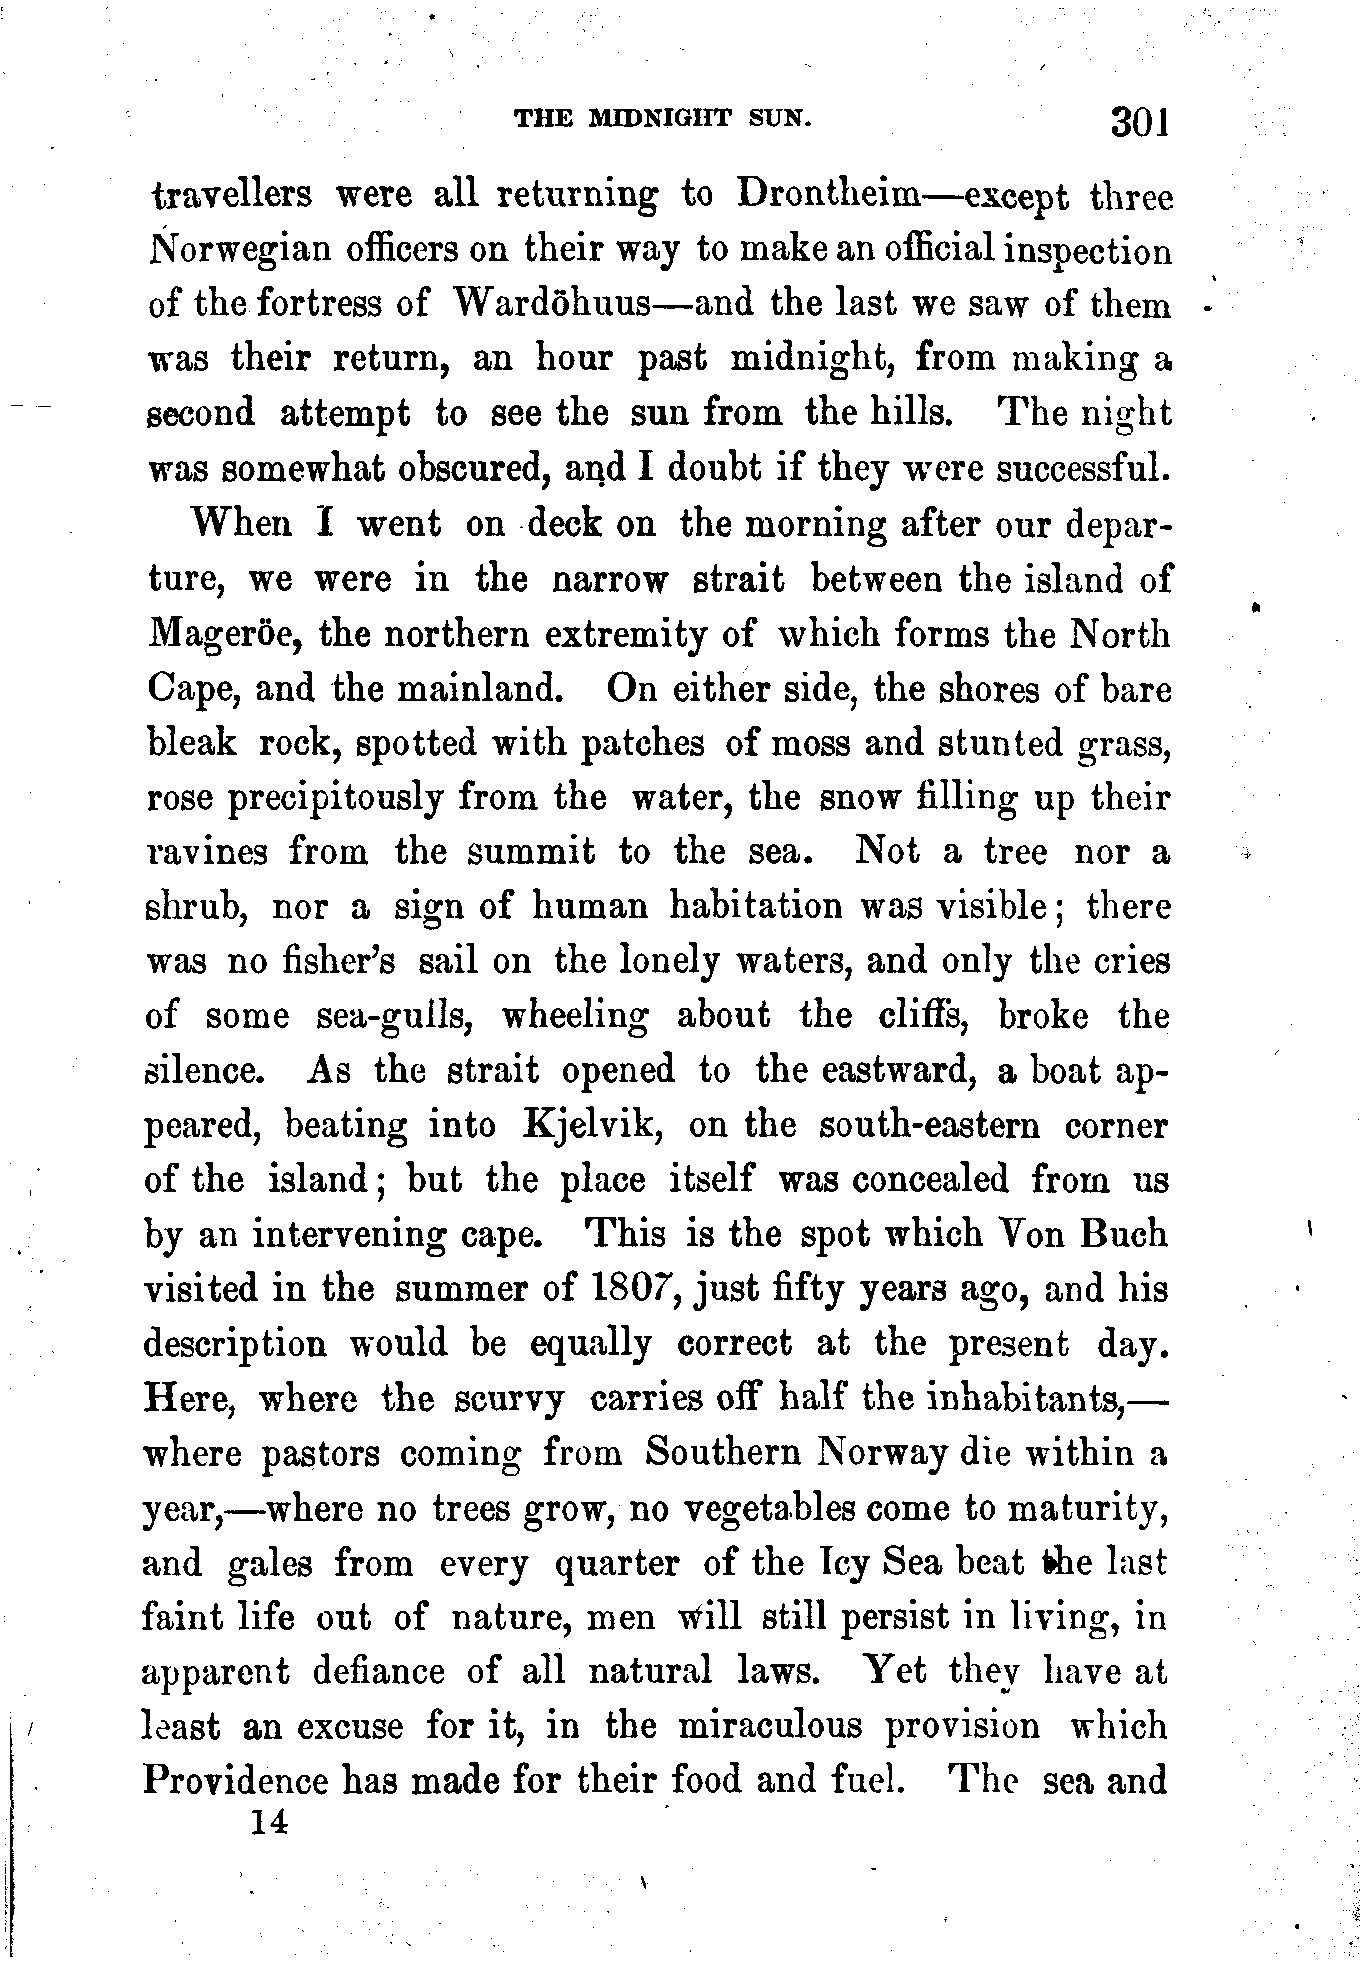 THE MIDNIGHT SUN. 301
travellers were all returning to Drontheim—except three
Norwegian officers on their way to make an official inspection
of the fortress of Wardöhuus—and the last we saw of them
was their return, an hour past midnight, from making a
second attempt to see the sun from the hills. The night
was somewhat obscured, and I doubt if they were successful.
When I went on deck on the morning after our depar-
ture, we were in the narrow strait between the island of
Mageröe, the northern extremity of which forms the North
Cape, and the mainland. On either side, the shores of bare
bleak rock, spotted with patches of moss and stunted grass,
rose precipitously from the water, the snow filling up their
ravines from the summit to the sea. Not a tree nor a
shrub, nor a sign of human habitation was visible; there
was no fisher's sail on the lonely waters, and only the cries
of some sea-gulls, wheeling about the cliffs, broke the
silence. As the strait opened to the eastward, a boat ap-
peared, beating into Kjelvik, on the south-eastern corner
of the island; but the place itself was concealed from us
by an intervening cape. This is the spot which Von Buch
visited in the summer of 1807, just fifty years ago, and his
description would be equally correct at the present day.
Here, where the scurvy carries off half the inhabitants,—
where pastors coming from Southern Norway die within a
year,—where no trees grow, no vegetables come to maturity,
and gales from every quarter of the Icy Sea beat the last
faint life out of nature, men will still persist in living, in
apparent defiance of all natural laws. Yet they have at
least an excuse for it, in the miraculous provision which
Providence has made for their food and fuel. The sea and
14